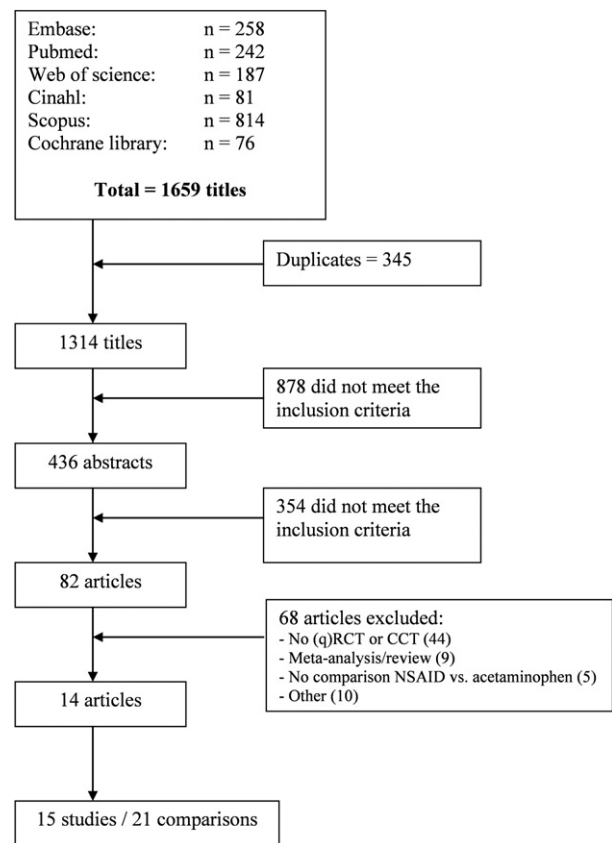 Embase: n = 258
Pubmed: n = 242
Web of science: n = 187
Cinahl: n = 81
Scopus: n = 814
Cochrane library: n = 76
Total = 1659 titles
Duplicates = 345
1314 titles
878 did not meet the
inclusion criteria
436 abstracts
354 did not meet the
inclusion criteria
82 articles
68 articles excluded:
- No (q)RCT or CCT (44)
- Meta-analysis/review (9)
- No comparison NSAID vs. acetaminophen (5)
- Other (10)
14 articles
15 studies / 21 comparisons